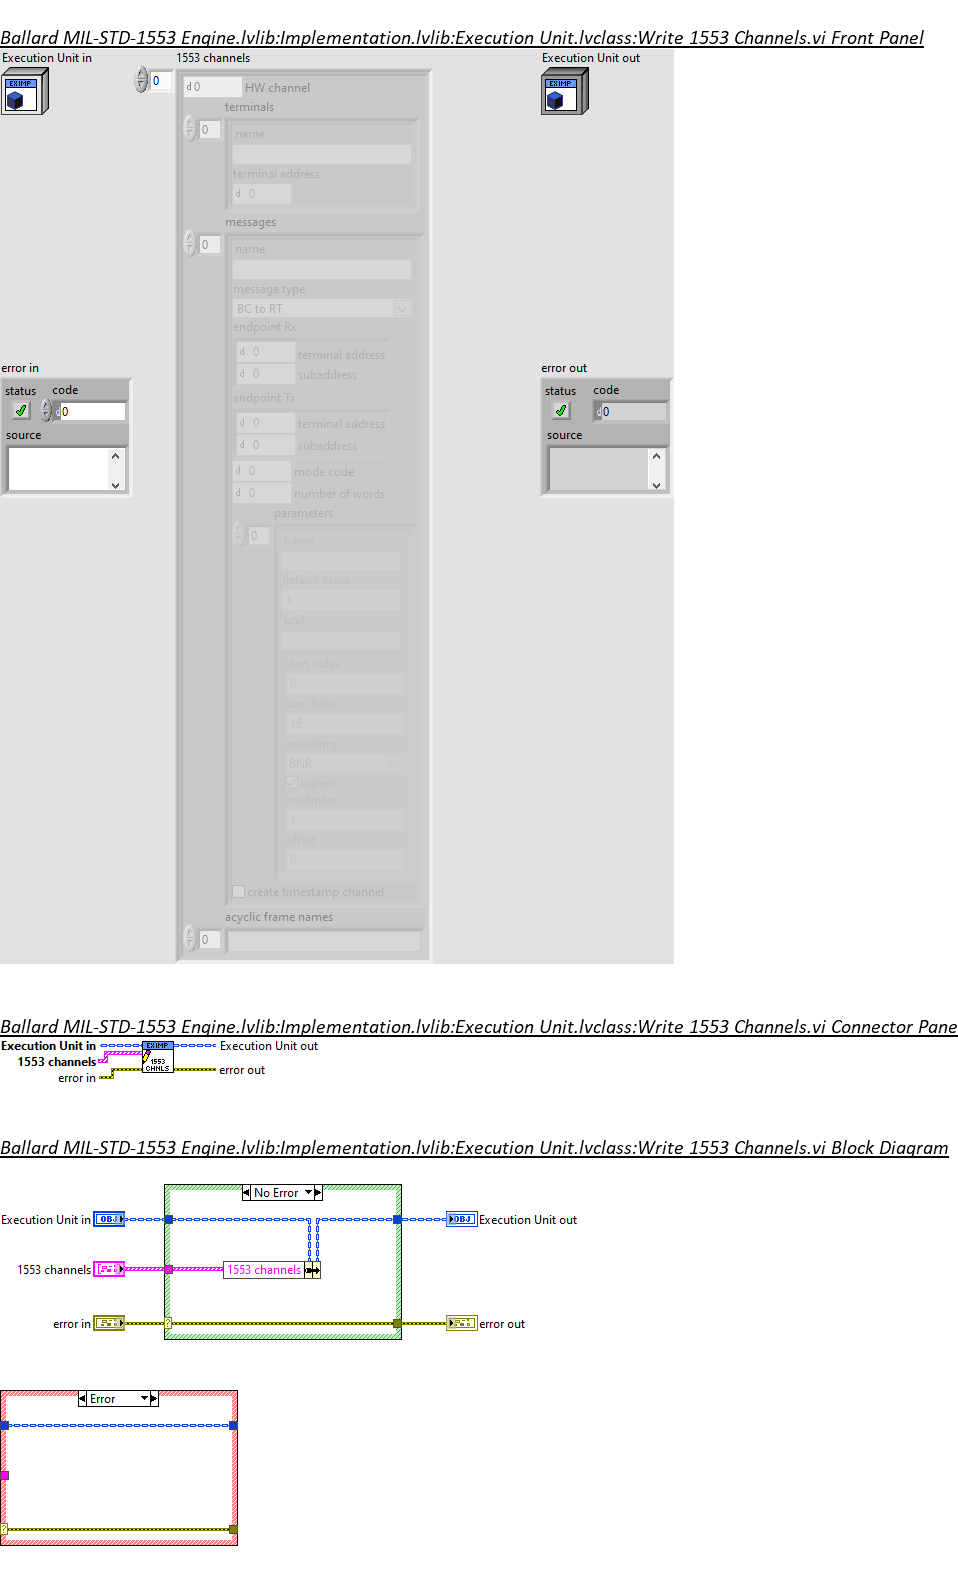 Ballard MIL-STD-1553 Engine.lvlib:Implementation.lvlib:Execution Unit.lvclass:Write 1553 Channels.vi Front Panel
Execution Unit in
1553 channels
Execution Unit out
EXIMP
0
d 0
HW channel
EXIMP
terminals
0
name
terminal address
d 0
messages
0
name
message type
BC to RT
endpoint Rx
d 0 terminal address
d 0 subaddress
endpoint Tx
d 0 terminal address
d 0 subaddress
d 0 mode code
d 0 number of words
parameters
0
name
default value
1
unit
start index
0
size (bits)
16
encoding
BNR
signed
multiplier
1
offset
0
create timestamp channel
acyclic frame names
0
error in
status code
d 0
source
error out
status code
d 0
source
Ballard MIL-STD-1553 Engine.lvlib:Implementation.lvlib:Execution Unit.lvclass:Write 1553 Channels.vi Connector Pane
Execution Unit in
EXIMP
Execution Unit out
1553 channels
1553
CHNLS
error in
error out
Ballard MIL-STD-1553 Engine.lvlib:Implementation.lvlib:Execution Unit.lvclass:Write 1553 Channels.vi Block Diagram
No Error
Execution Unit in
OBJ
OBJ
Execution Unit out
1553 channels
1553 channels
error in
?
error out
Error
?